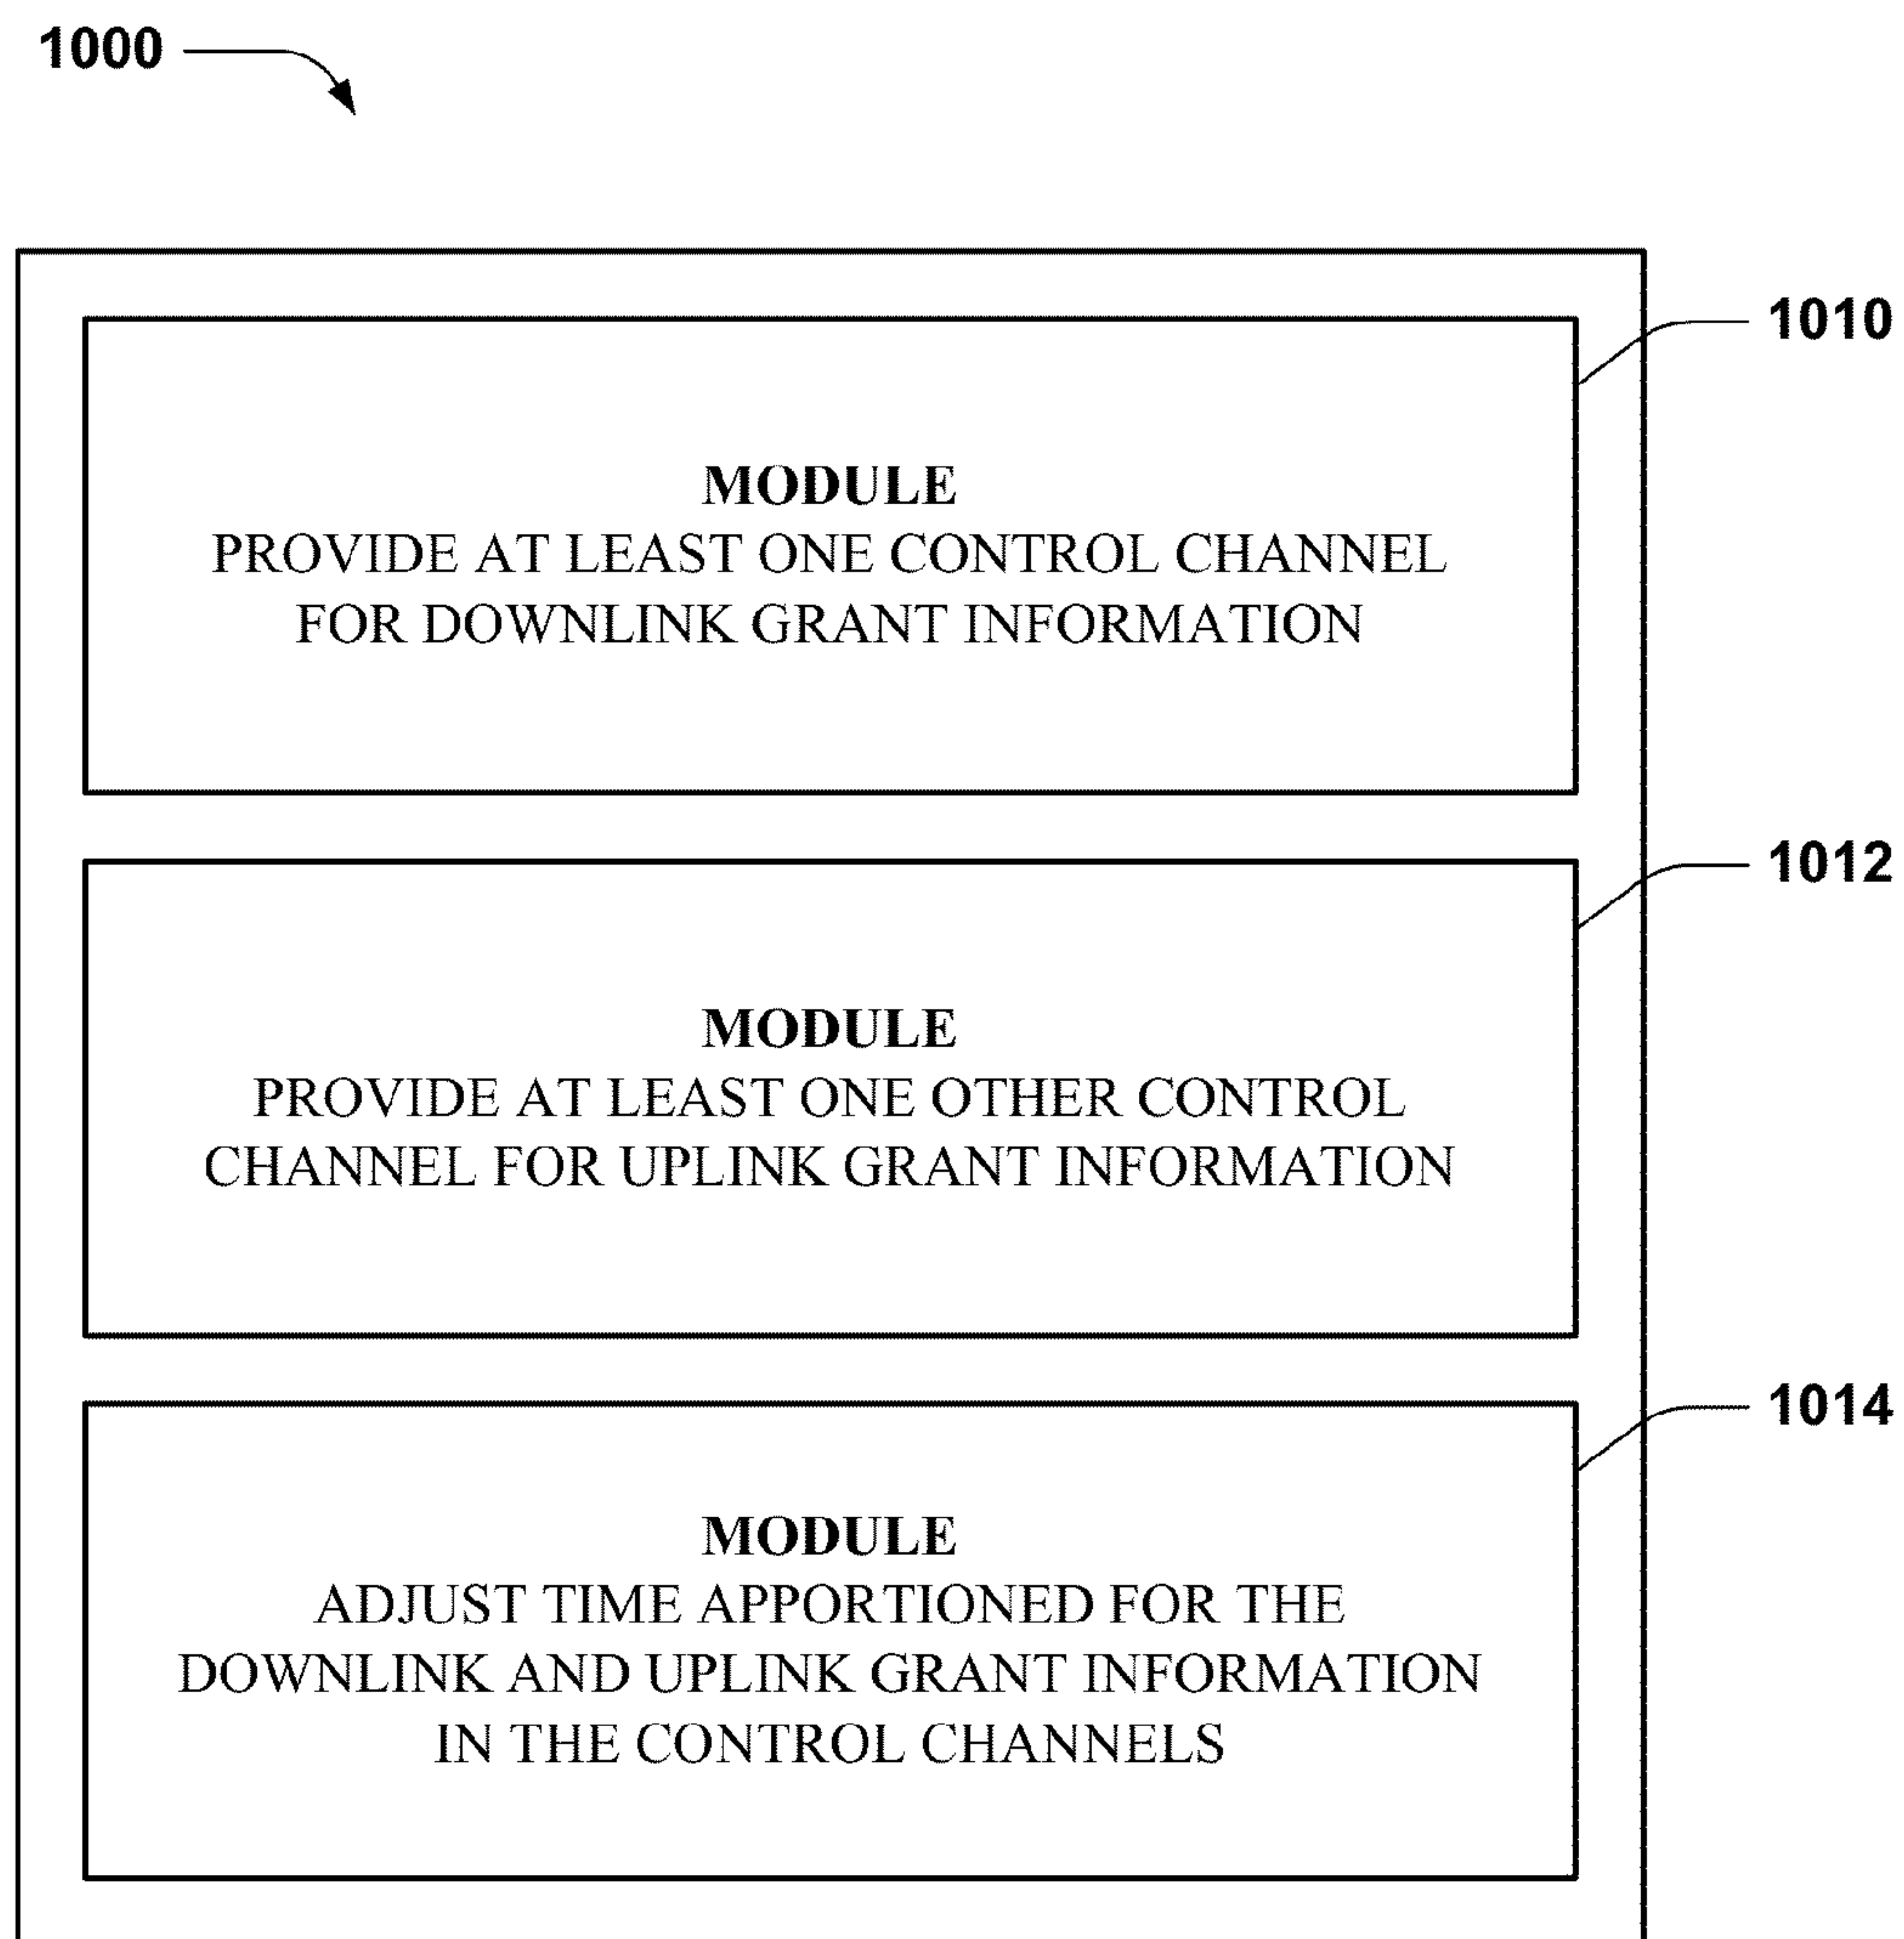 1000
1010
MODULE
PROVIDE AT LEAST ONE CONTROL CHANNEL
FOR DOWNLINK GRANT INFORMATION
1012
MODULE
PROVIDE AT LEAST ONE OTHER CONTROL
CHANNEL FOR UPLINK GRANT INFORMATION
1014
MODULE
ADJUST TIME APPORTIONED FOR THE
DOWNLINK AND UPLINK GRANT INFORMATION
IN THE CONTROL CHANNELS